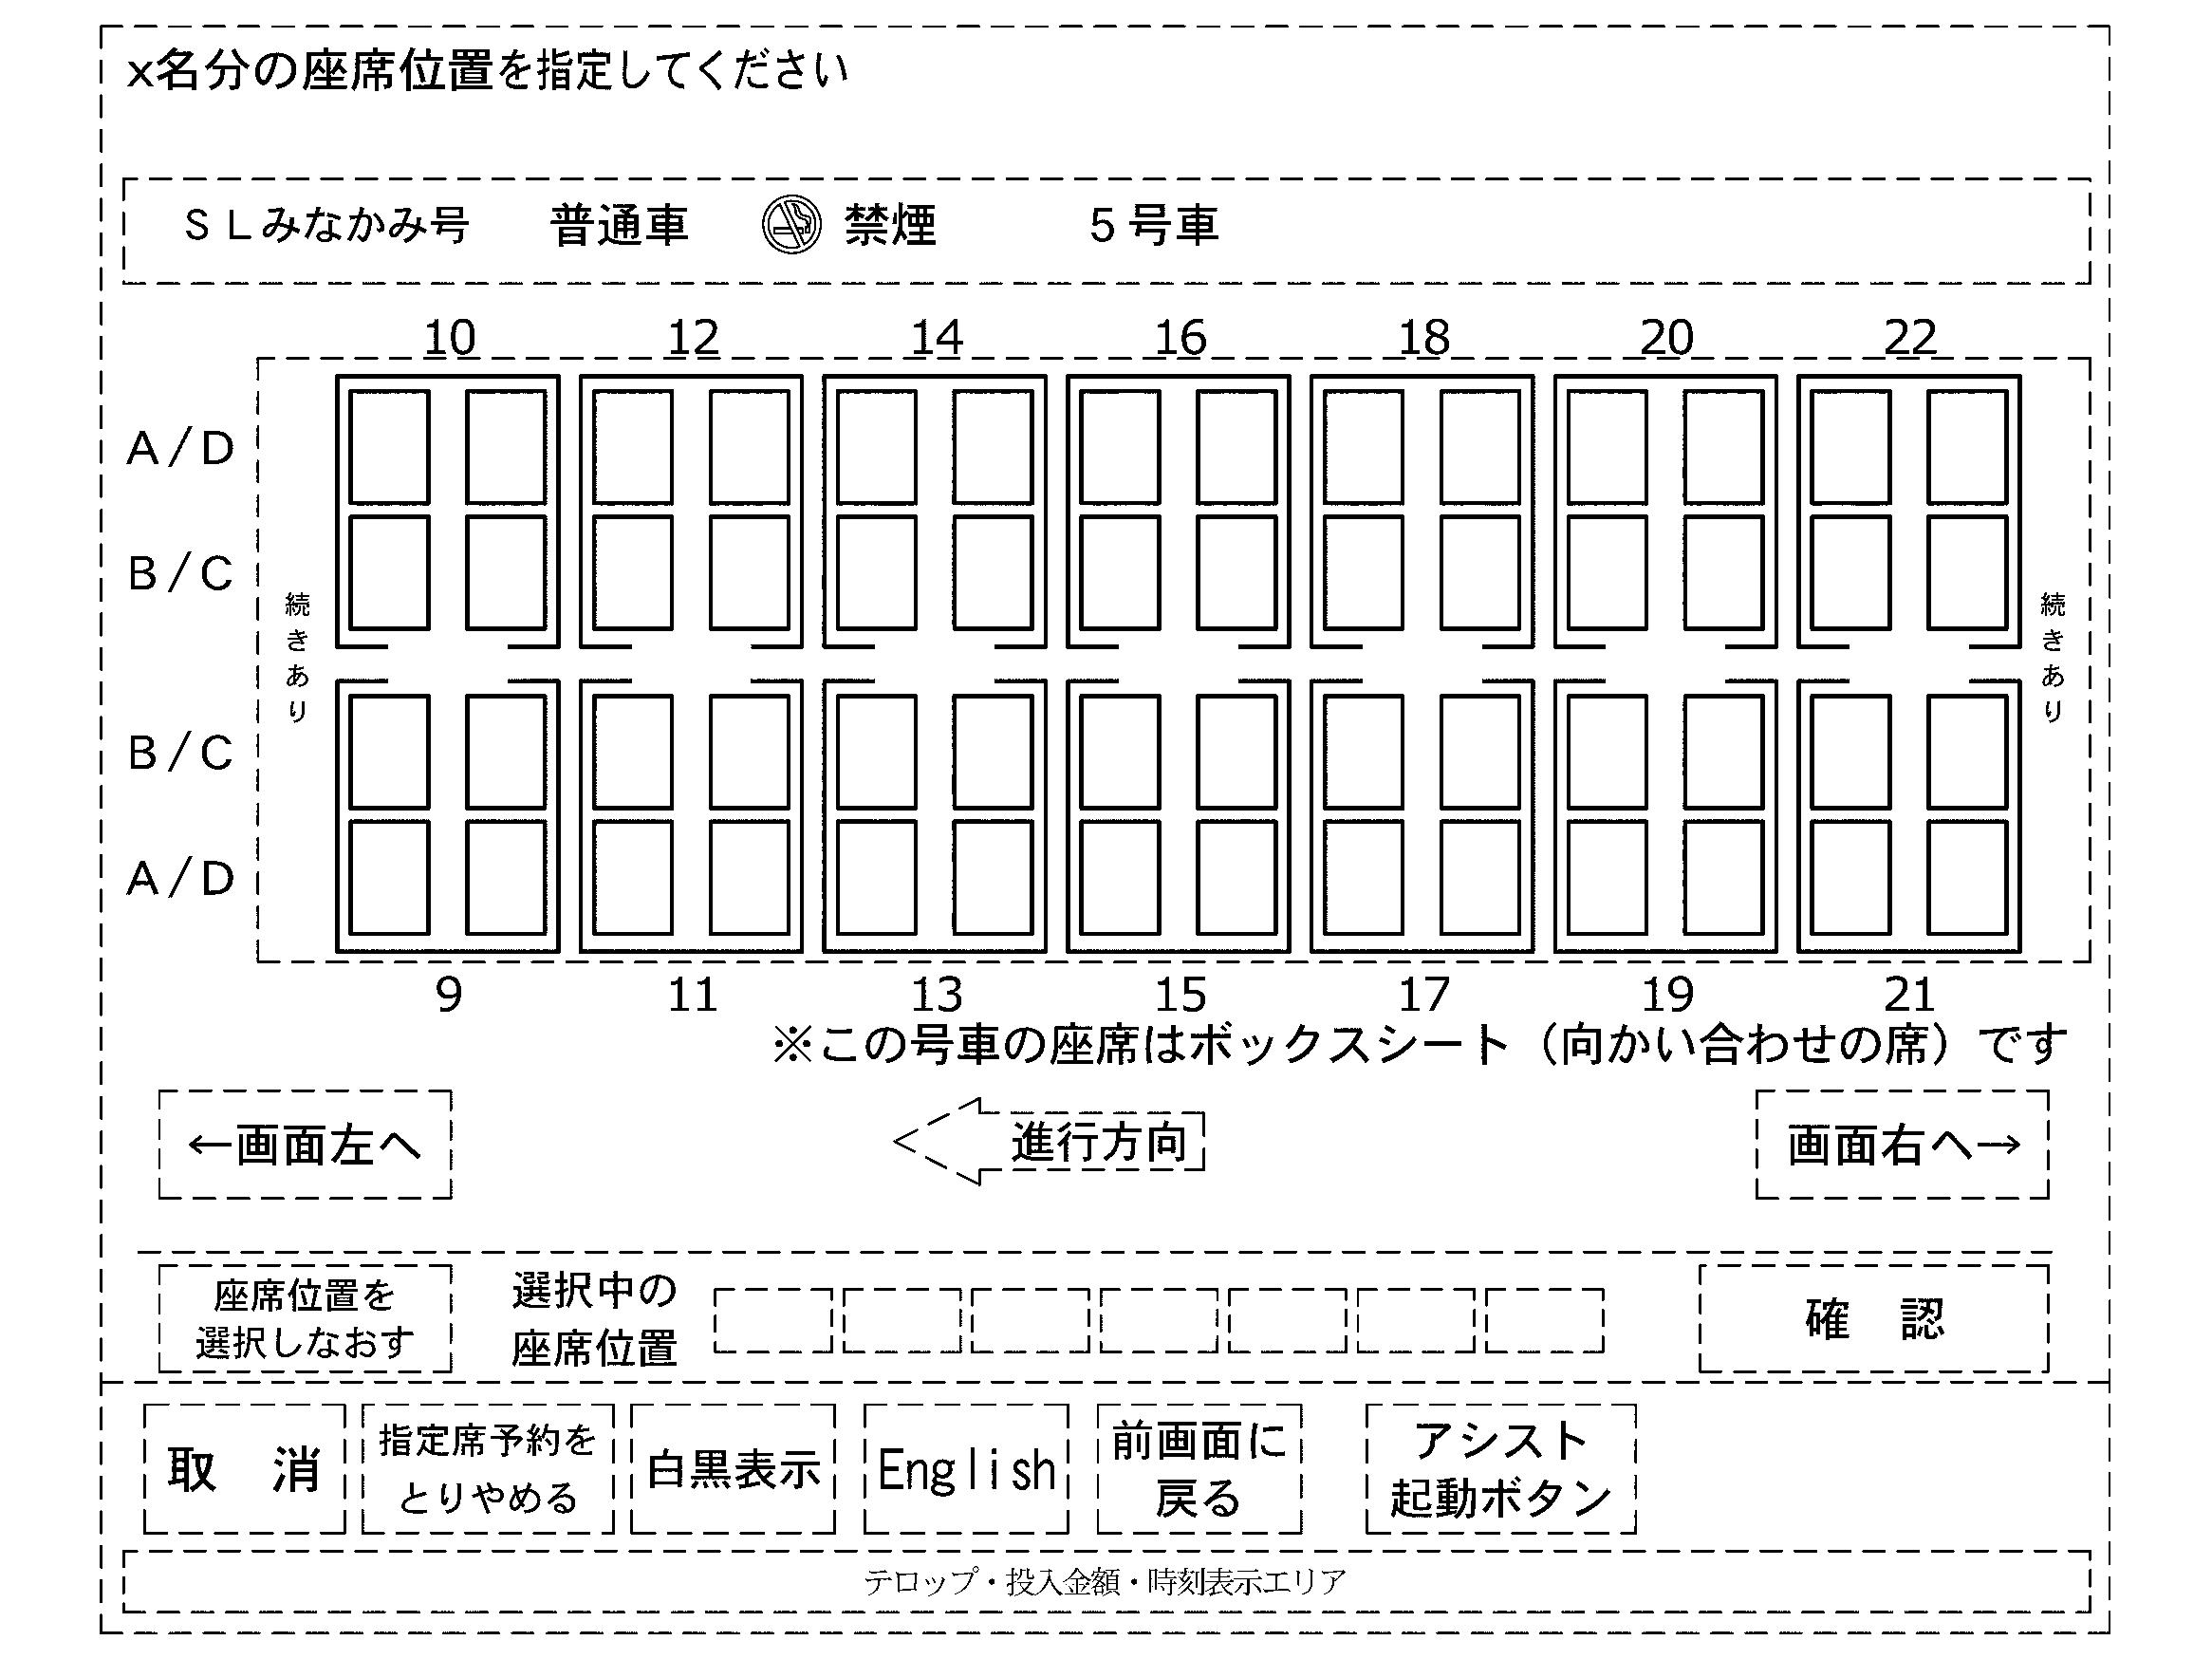 x名分の座席位置を指定してください
ＳＬみなかみ号　普通車　禁煙　５号車
10 12 14 16 18 20 22
A/D
B/C
続きあり
続きあり
B/C
A/D
9 11 13 15 17 19 21
※この号車の座席はボックスシート（向かい合わせの席）です
←画面左へ
進行方向
画面右へ→
座席位置を
選択しなおす
選択中の
座席位置
確　認
取　消
指定席予約を
とりやめる
白黒表示
English
前画面に
戻る
アシスト
起動ボタン
テロップ・投入金額・時刻表示エリア